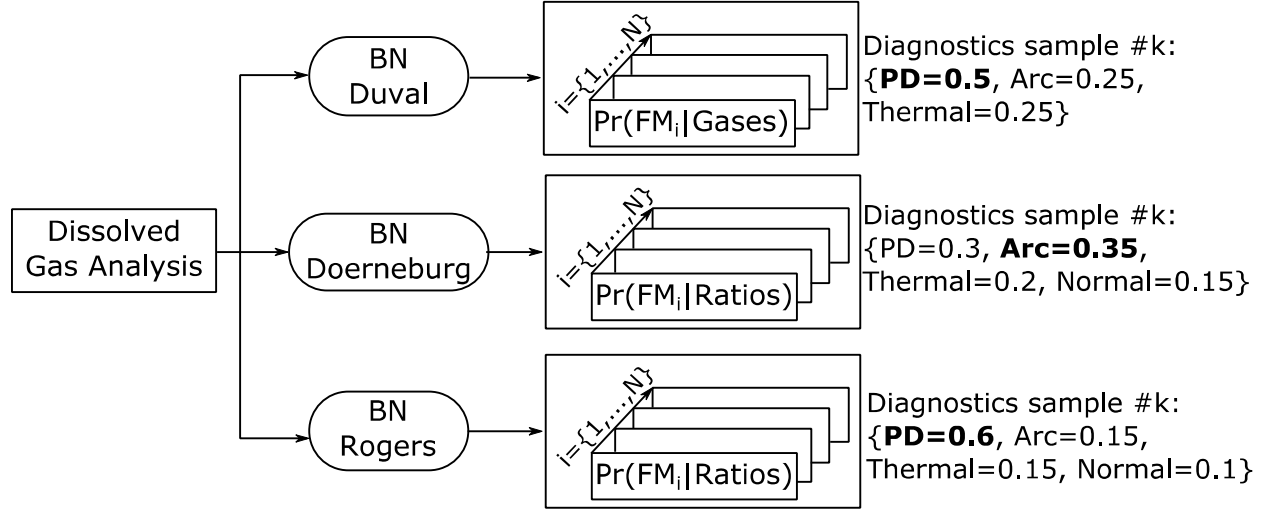 Dissolved
Gas Analysis
BN
Duval
i={1,...,N}
Pr(FMᵢ|Gases)
Diagnostics sample #k:
{PD=0.5, Arc=0.25,
Thermal=0.25}
BN
Doerneburg
i={1,...,N}
Pr(FMᵢ|Ratios)
Diagnostics sample #k:
{PD=0.3, Arc=0.35,
Thermal=0.2, Normal=0.15}
BN
Rogers
i={1,...,N}
Pr(FMᵢ|Ratios)
Diagnostics sample #k:
{PD=0.6, Arc=0.15,
Thermal=0.15, Normal=0.1}